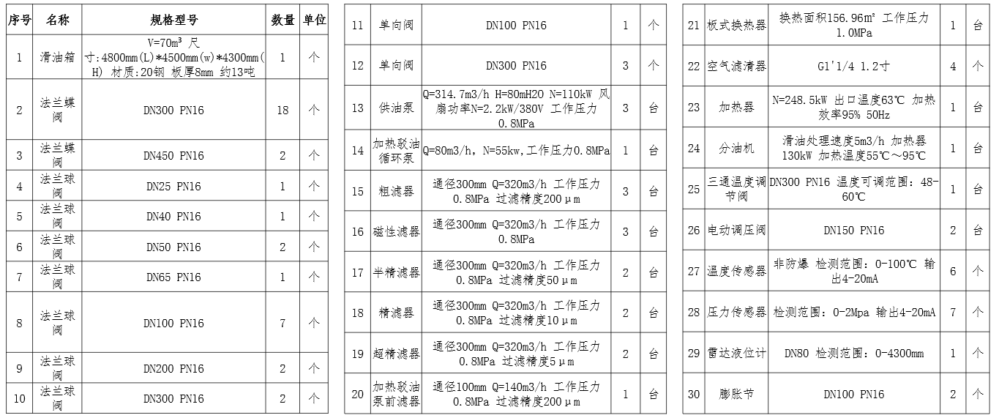 序号 名称 规格型号 数量 单位
1 滑油箱 V=70m³ 尺
寸:4800mm(L)*4500mm(w)*4300mm(
H) 材质:20钢 板厚8mm 约13吨 1 个
2 法兰蝶
阀 DN300 PN16 18 个
3 法兰蝶
阀 DN450 PN16 2 个
4 法兰球
阀 DN25 PN16 1 个
5 法兰球
阀 DN40 PN16 1 个
6 法兰球
阀 DN50 PN16 2 个
7 法兰球
阀 DN65 PN16 1 个
8 法兰球
阀 DN100 PN16 7 个
9 法兰球
阀 DN200 PN16 2 个
10 法兰球
阀 DN300 PN16 2 个
11 单向阀 DN100 PN16 1 个
12 单向阀 DN300 PN16 3 个
13 供油泵 Q=314.7m3/h H=80mH2O N=110kW 风
扇功率N=2.2kW/380V 工作压力
0.8MPa 3 台
14 加热驳油
循环泵 Q=80m3/h, N=55kw,工作压力0.8MPa 1 台
15 粗滤器 通径300mm Q=320m3/h 工作压力
0.8MPa 过滤精度200μm 3 台
16 磁性滤器 通径300mm Q=320m3/h 工作压力
0.8MPa 3 台
17 半精滤器 通径300mm Q=320m3/h 工作压力
0.8MPa 过滤精度50μm 2 台
18 精滤器 通径300mm Q=320m3/h 工作压力
0.8MPa 过滤精度10μm 2 台
19 超精滤器 通径300mm Q=320m3/h 工作压力
0.8MPa 过滤精度5μm 2 台
20 加热驳油
泵前滤器 通径100mm Q=140m3/h 工作压力
0.8MPa 过滤精度200μm 1 台
21 板式换热器 换热面积156.96㎡ 工作压力
1.0MPa 1 台
22 空气滤清器 G1'1/4 1.2寸 4 个
23 加热器 N=248.5kW 出口温度63℃ 加热
效率95% 50Hz 1 台
24 分油机 滑油处理速度5m3/h 加热器
130kW 加热温度55℃～95℃ 1 台
25 三通温度调
节阀 DN300 PN16 温度可调范围: 48-
60℃ 1 台
26 电动调压阀 DN150 PN16 2 台
27 温度传感器 非防爆 检测范围: 0-100℃ 输
出4-20mA 6 个
28 压力传感器 检测范围: 0-2Mpa 输出4-20mA 7 个
29 雷达液位计 DN80 检测范围: 0-4300mm 1 个
30 膨胀节 DN100 PN16 2 个